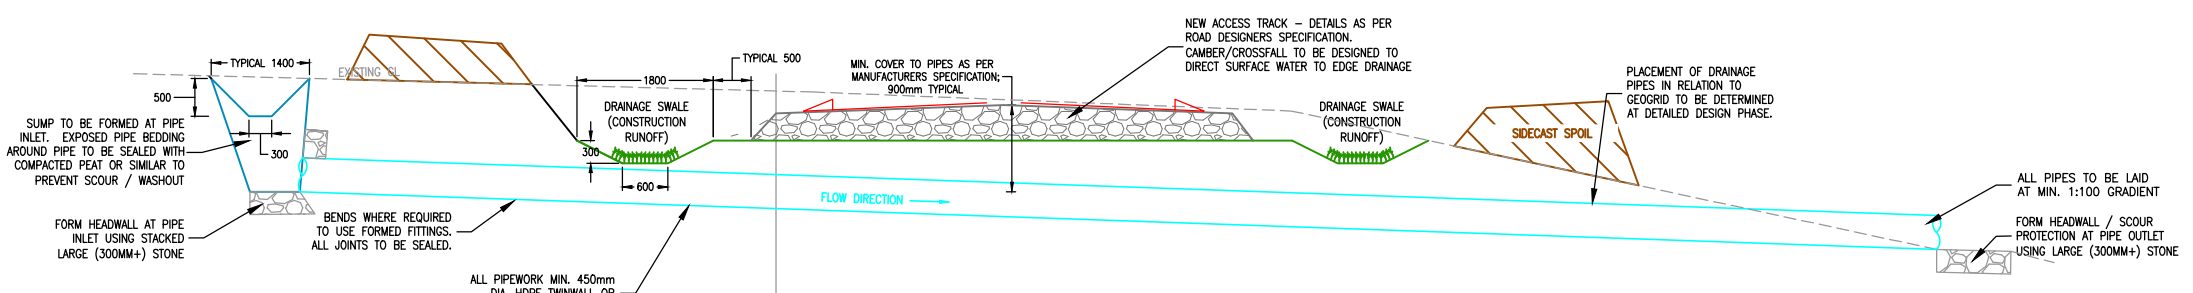 NEW ACCESS TRACK – DETAILS AS PER
ROAD DESIGNERS SPECIFICATION.
CAMBER/CROSSFALL TO BE DESIGNED TO
DIRECT SURFACE WATER TO EDGE DRAINAGE
TYPICAL 1400
EXISTING GL
500
300
SUMP TO BE FORMED AT PIPE
INLET. EXPOSED PIPE BEDDING
AROUND PIPE TO BE SEALED WITH
COMPACTED PEAT OR SIMILAR TO
PREVENT SCOUR / WASHOUT
FORM HEADWALL AT PIPE
INLET USING STACKED
LARGE (300MM+) STONE
1800
TYPICAL 500
DRAINAGE SWALE
(CONSTRUCTION
RUNOFF)
300
600
MIN. COVER TO PIPES AS PER
MANUFACTURERS SPECIFICATION;
900mm TYPICAL
BENDS WHERE REQUIRED
TO USE FORMED FITTINGS.
ALL JOINTS TO BE SEALED.
ALL PIPEWORK MIN. 450mm
DIA. HDPE TWINWALL OR
FLOW DIRECTION
DRAINAGE SWALE
(CONSTRUCTION
RUNOFF)
SIDECAST SPOIL
PLACEMENT OF DRAINAGE
PIPES IN RELATION TO
GEOGRID TO BE DETERMINED
AT DETAILED DESIGN PHASE.
ALL PIPES TO BE LAID
AT MIN. 1:100 GRADIENT
FORM HEADWALL / SCOUR
PROTECTION AT PIPE OUTLET
USING LARGE (300MM+) STONE